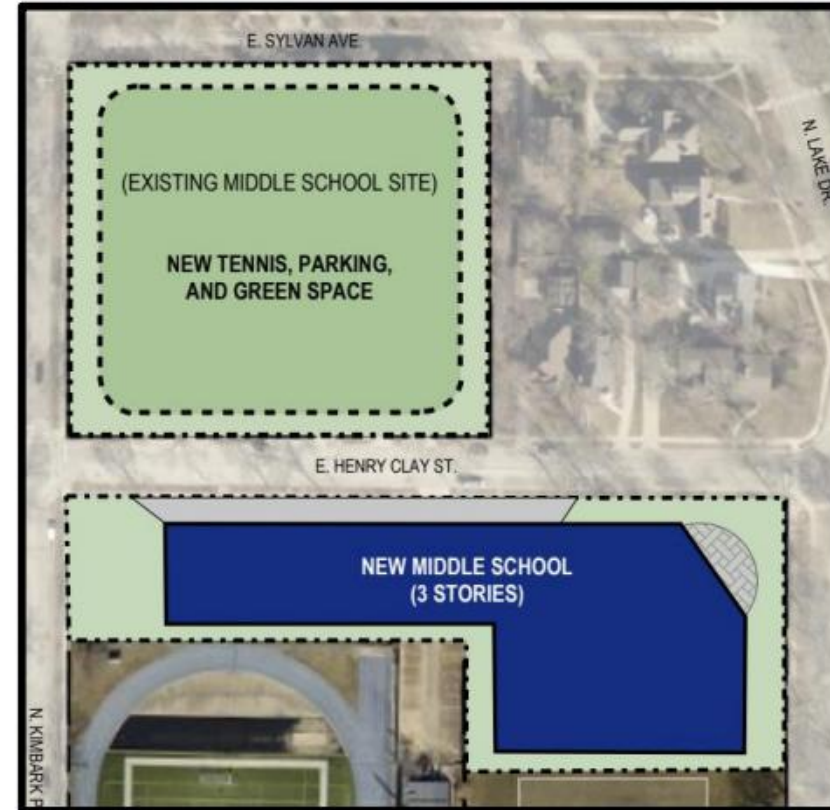 E. SYLVAN AVE.
N. LAKE DR.
(EXISTING MIDDLE SCHOOL SITE)
NEW TENNIS, PARKING,
AND GREEN SPACE
E. HENRY CLAY ST.
NEW MIDDLE SCHOOL
(3 STORIES)
N. KIMBARK P